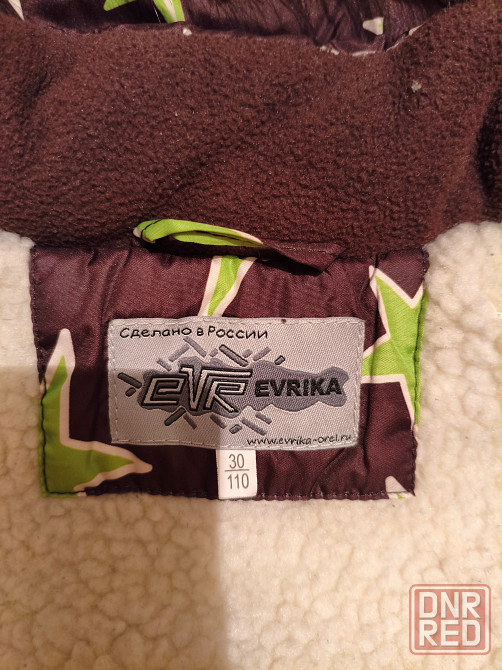 Сделано в России
EVR EVRIKA
www.evrika-orel.ru
30
110
DNR
RED